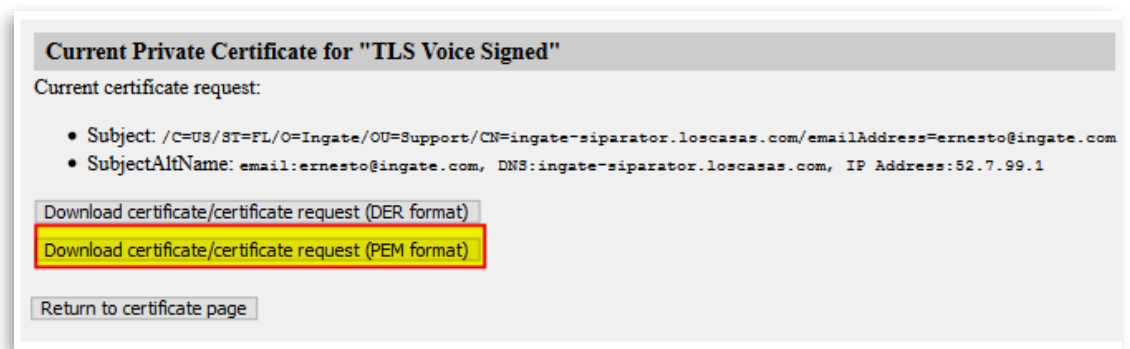 Current Private Certificate for "TLS Voice Signed"
Current certificate request:
• Subject: /C=US/ST=FL/O=Ingate/OU=Support/CN=ingate-siparator.loscasas.com/emailAddress=ernesto@ingate.com
• SubjectAltName: email:ernesto@ingate.com, DNS:ingate-siparator.loscasas.com, IP Address:52.7.99.1
Download certificate/certificate request (DER format)
Download certificate/certificate request (PEM format)
Return to certificate page